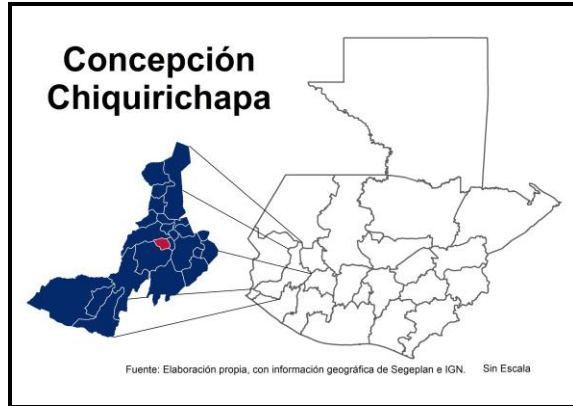 Concepción
Chiquirichapa
Fuente: Elaboración propia, con información geográfica de Segeplan e IGN. Sin Escala